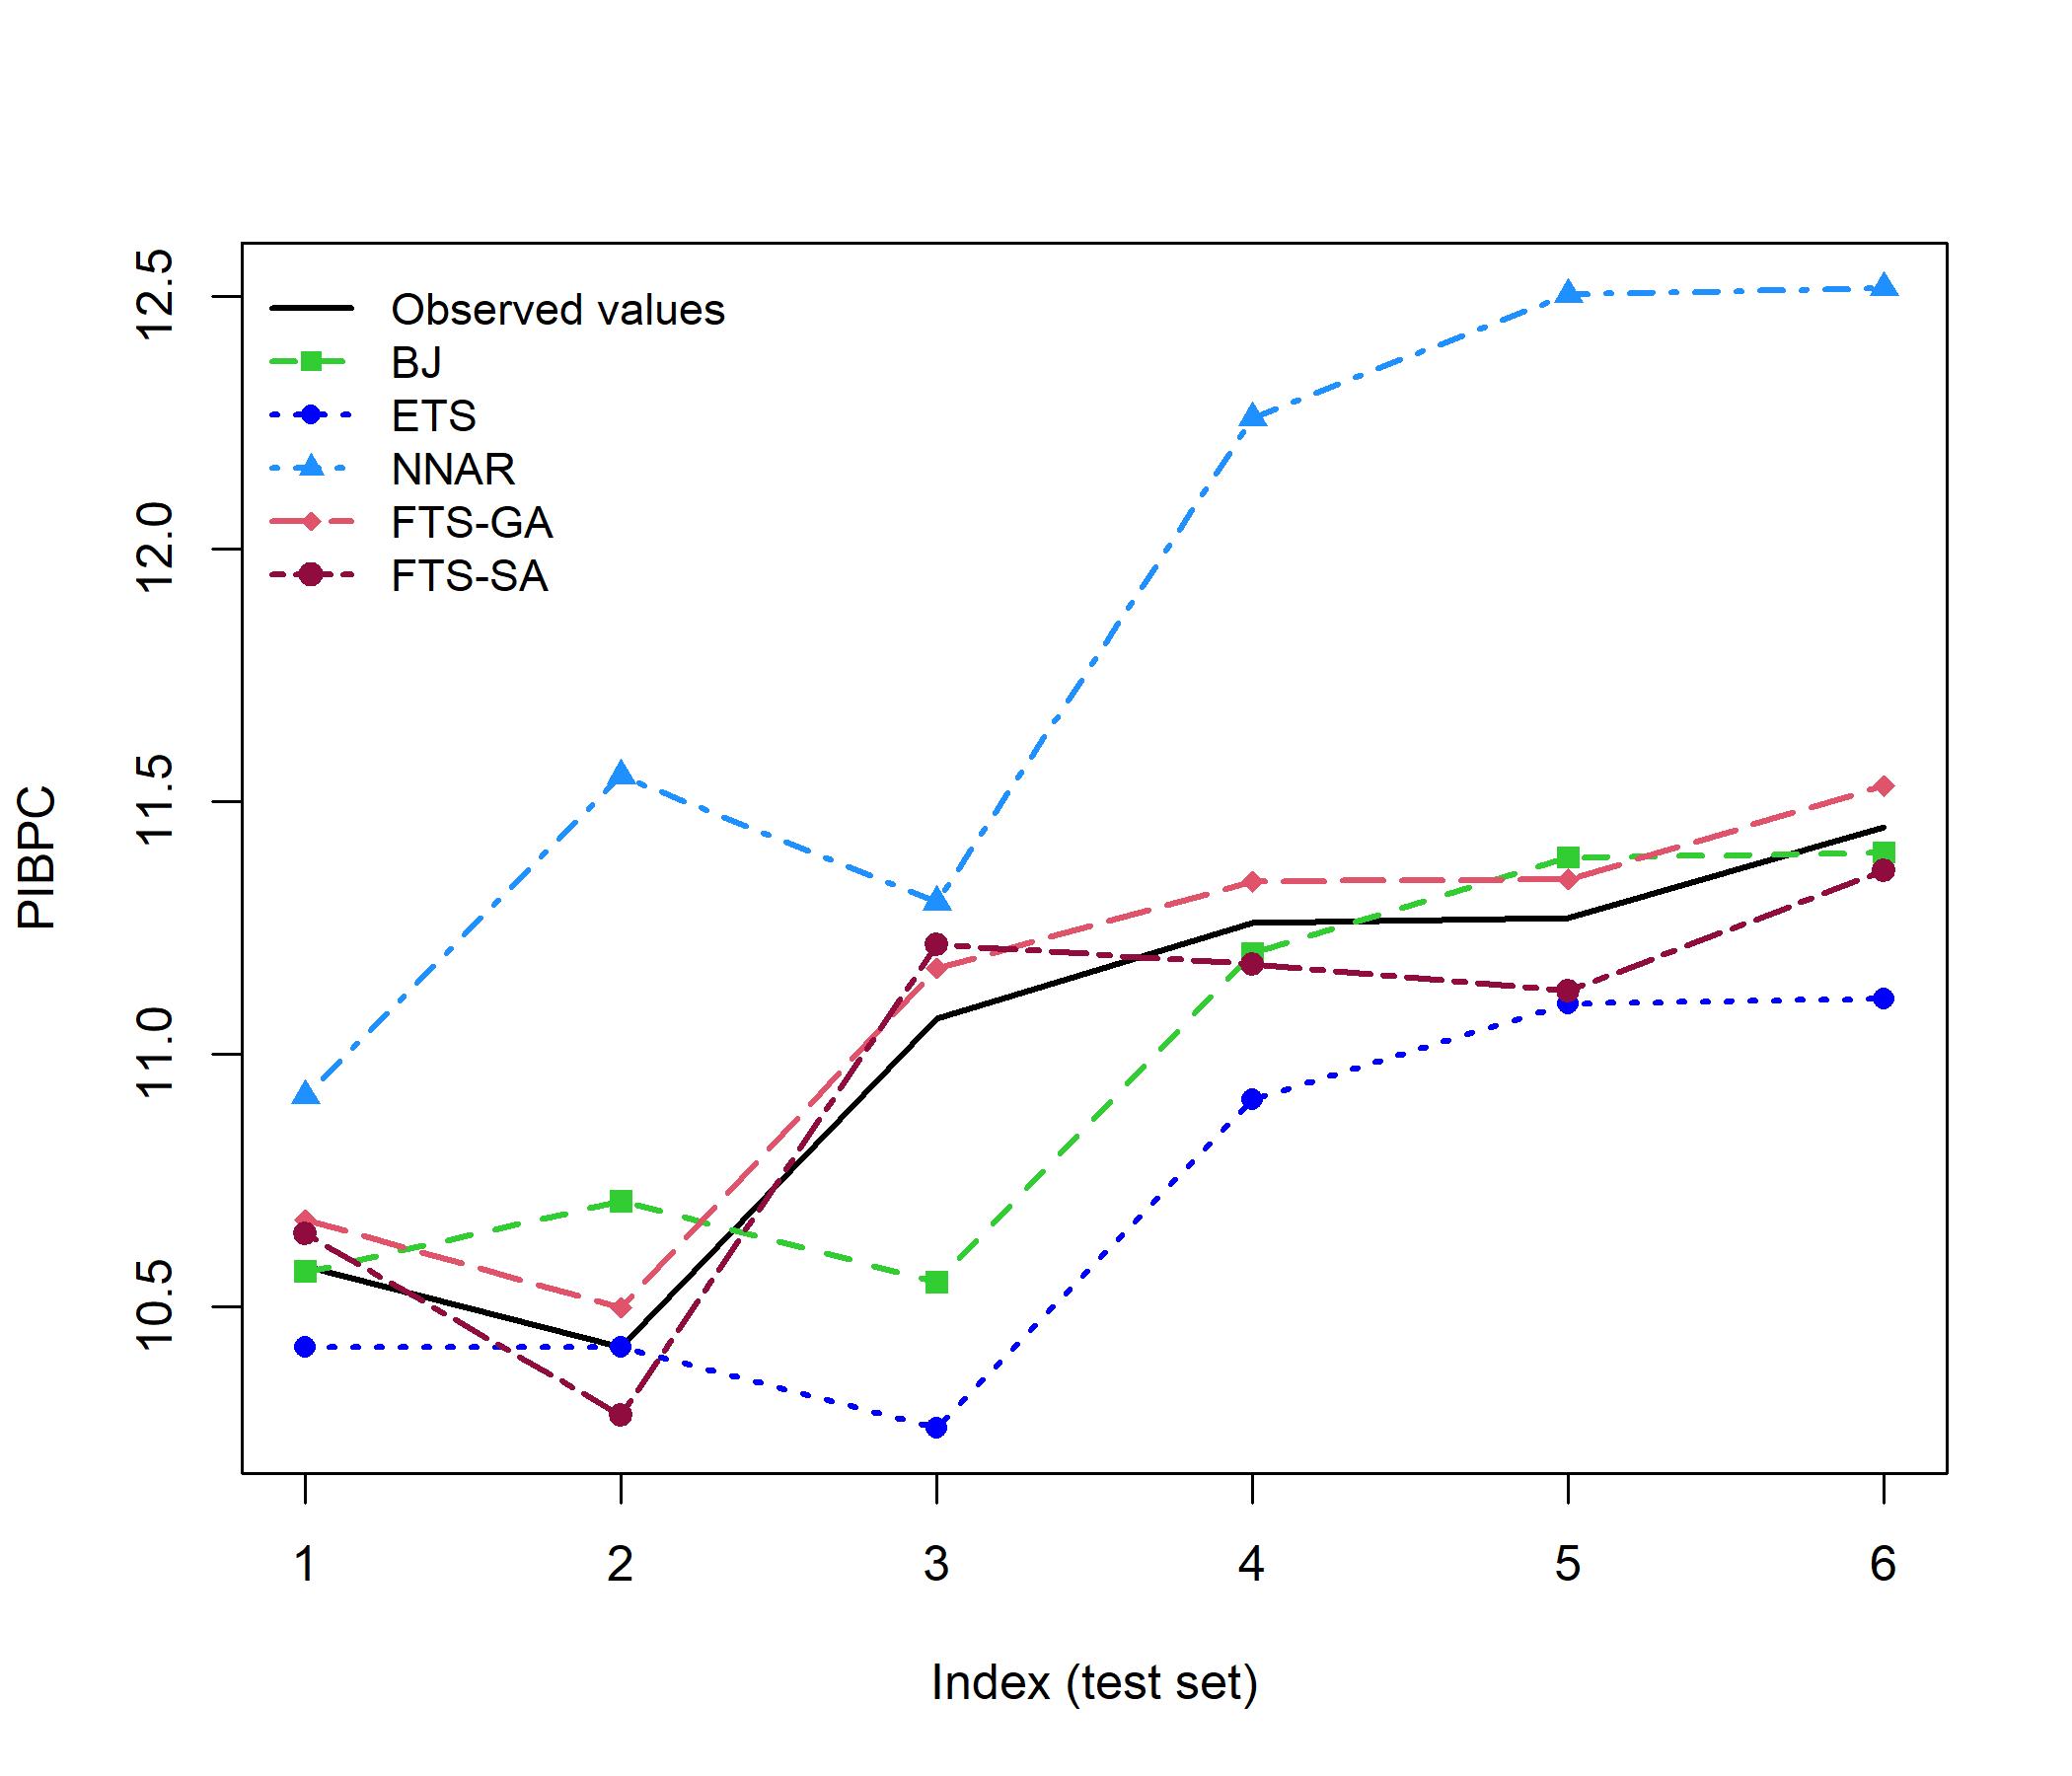 Observed values
BJ
ETS
NNAR
FTS-GA
FTS-SA
12.5
12.0
11.5
11.0
10.5
PIBPC
1 2 3 4 5 6
Index (test set)